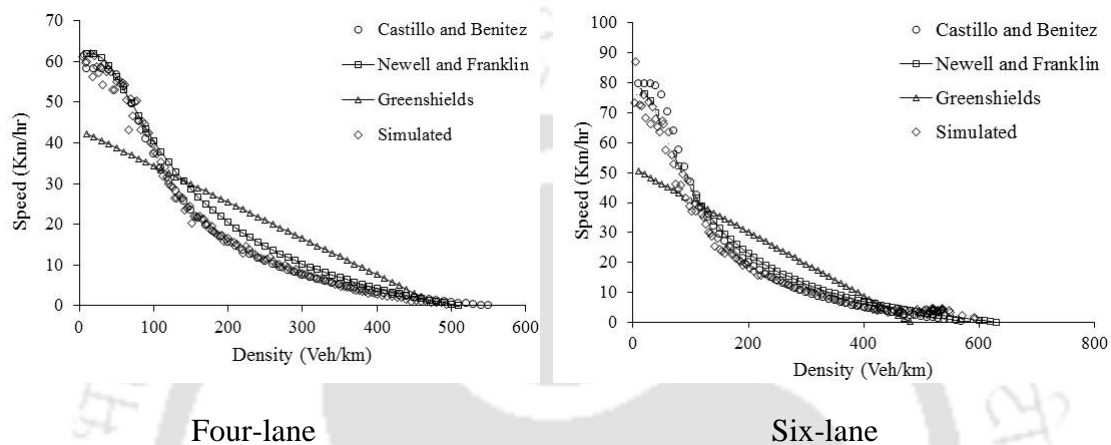 70
60
50
40
30
20
10
0
Speed (Km/hr)
0 100 200 300 400 500 600
Density (Veh/km)
Castillo and Benitez
Newell and Franklin
Greenshields
Simulated
100
90
80
70
60
50
40
30
20
10
0
Speed (Km/hr)
0 200 400 600 800
Density (Veh/km)
Castillo and Benitez
Newell and Franklin
Greenshields
Simulated
Four-lane
Six-lane